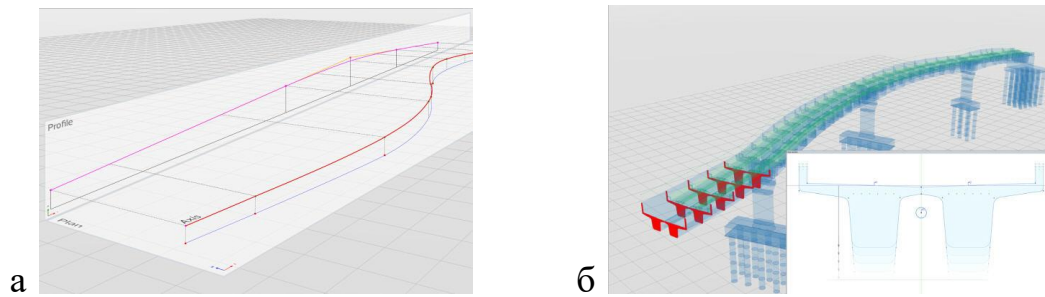 Profile
Axis
Plan
а
б